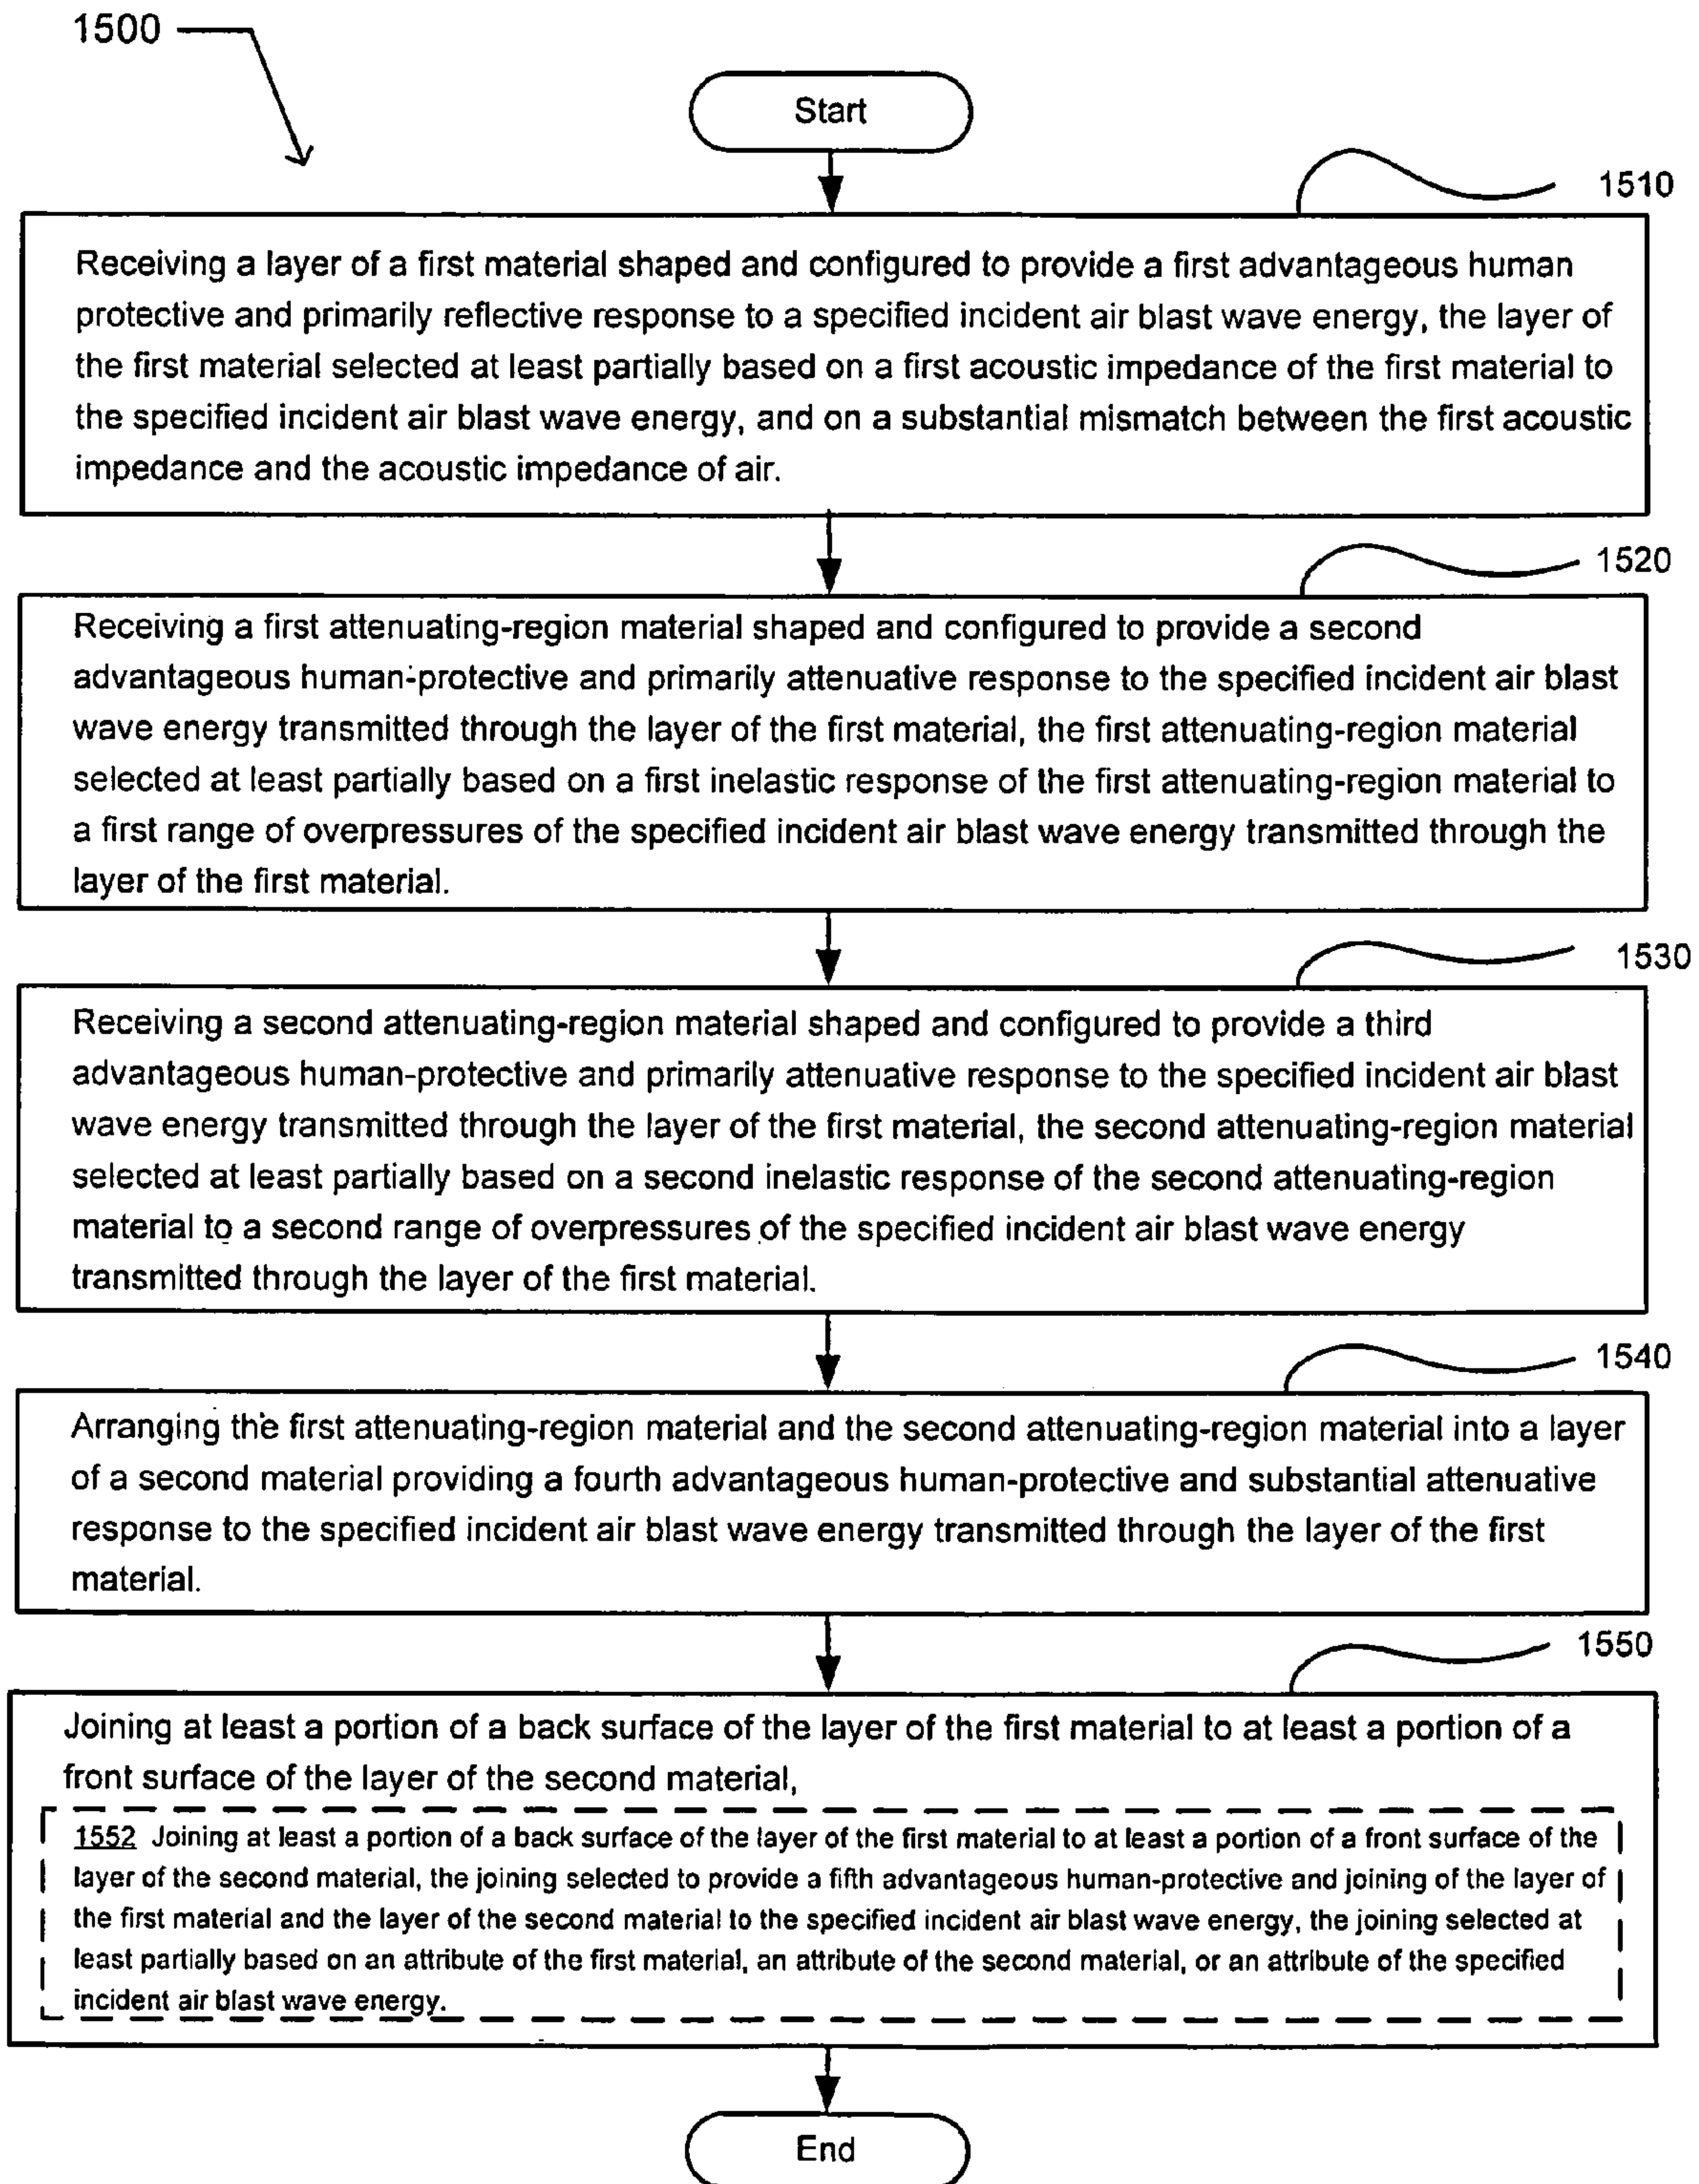 1500
Start
1510
Receiving a layer of a first material shaped and configured to provide a first advantageous human
protective and primarily reflective response to a specified incident air blast wave energy, the layer of
the first material selected at least partially based on a first acoustic impedance of the first material to
the specified incident air blast wave energy, and on a substantial mismatch between the first acoustic
impedance and the acoustic impedance of air.
1520
Receiving a first attenuating-region material shaped and configured to provide a second
advantageous human-protective and primarily attenuative response to the specified incident air blast
wave energy transmitted through the layer of the first material, the first attenuating-region material
selected at least partially based on a first inelastic response of the first attenuating-region material to
a first range of overpressures of the specified incident air blast wave energy transmitted through the
layer of the first material.
1530
Receiving a second attenuating-region material shaped and configured to provide a third
advantageous human-protective and primarily attenuative response to the specified incident air blast
wave energy transmitted through the layer of the first material, the second attenuating-region material
selected at least partially based on a second inelastic response of the second attenuating-region
material to a second range of overpressures of the specified incident air blast wave energy
transmitted through the layer of the first material.
1540
Arranging the first attenuating-region material and the second attenuating-region material into a layer
of a second material providing a fourth advantageous human-protective and substantial attenuative
response to the specified incident air blast wave energy transmitted through the layer of the first
material.
1550
Joining at least a portion of a back surface of the layer of the first material to at least a portion of a
front surface of the layer of the second material,
1552 Joining at least a portion of a back surface of the layer of the first material to at least a portion of a front surface of the
layer of the second material, the joining selected to provide a fifth advantageous human-protective and joining of the layer of
the first material and the layer of the second material to the specified incident air blast wave energy, the joining selected at
least partially based on an attribute of the first material, an attribute of the second material, or an attribute of the specified
incident air blast wave energy.
End